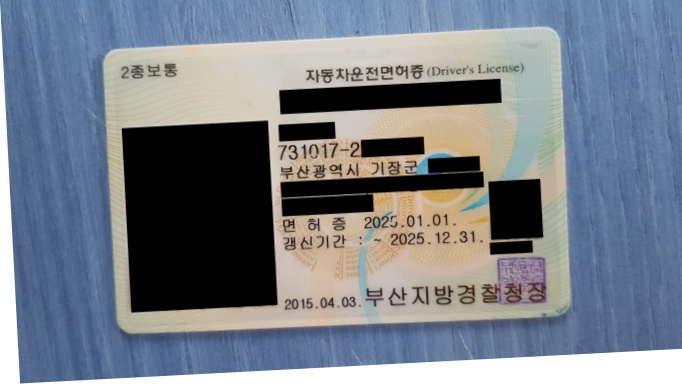 2종보통
자동차운전면허증 (Driver's License)
731017-2
부산광역시 기장군
면 허 증 2025.01.01.
갱신기간 : ~ 2025.12.31.
2015.04.03. 부산지방경찰청장